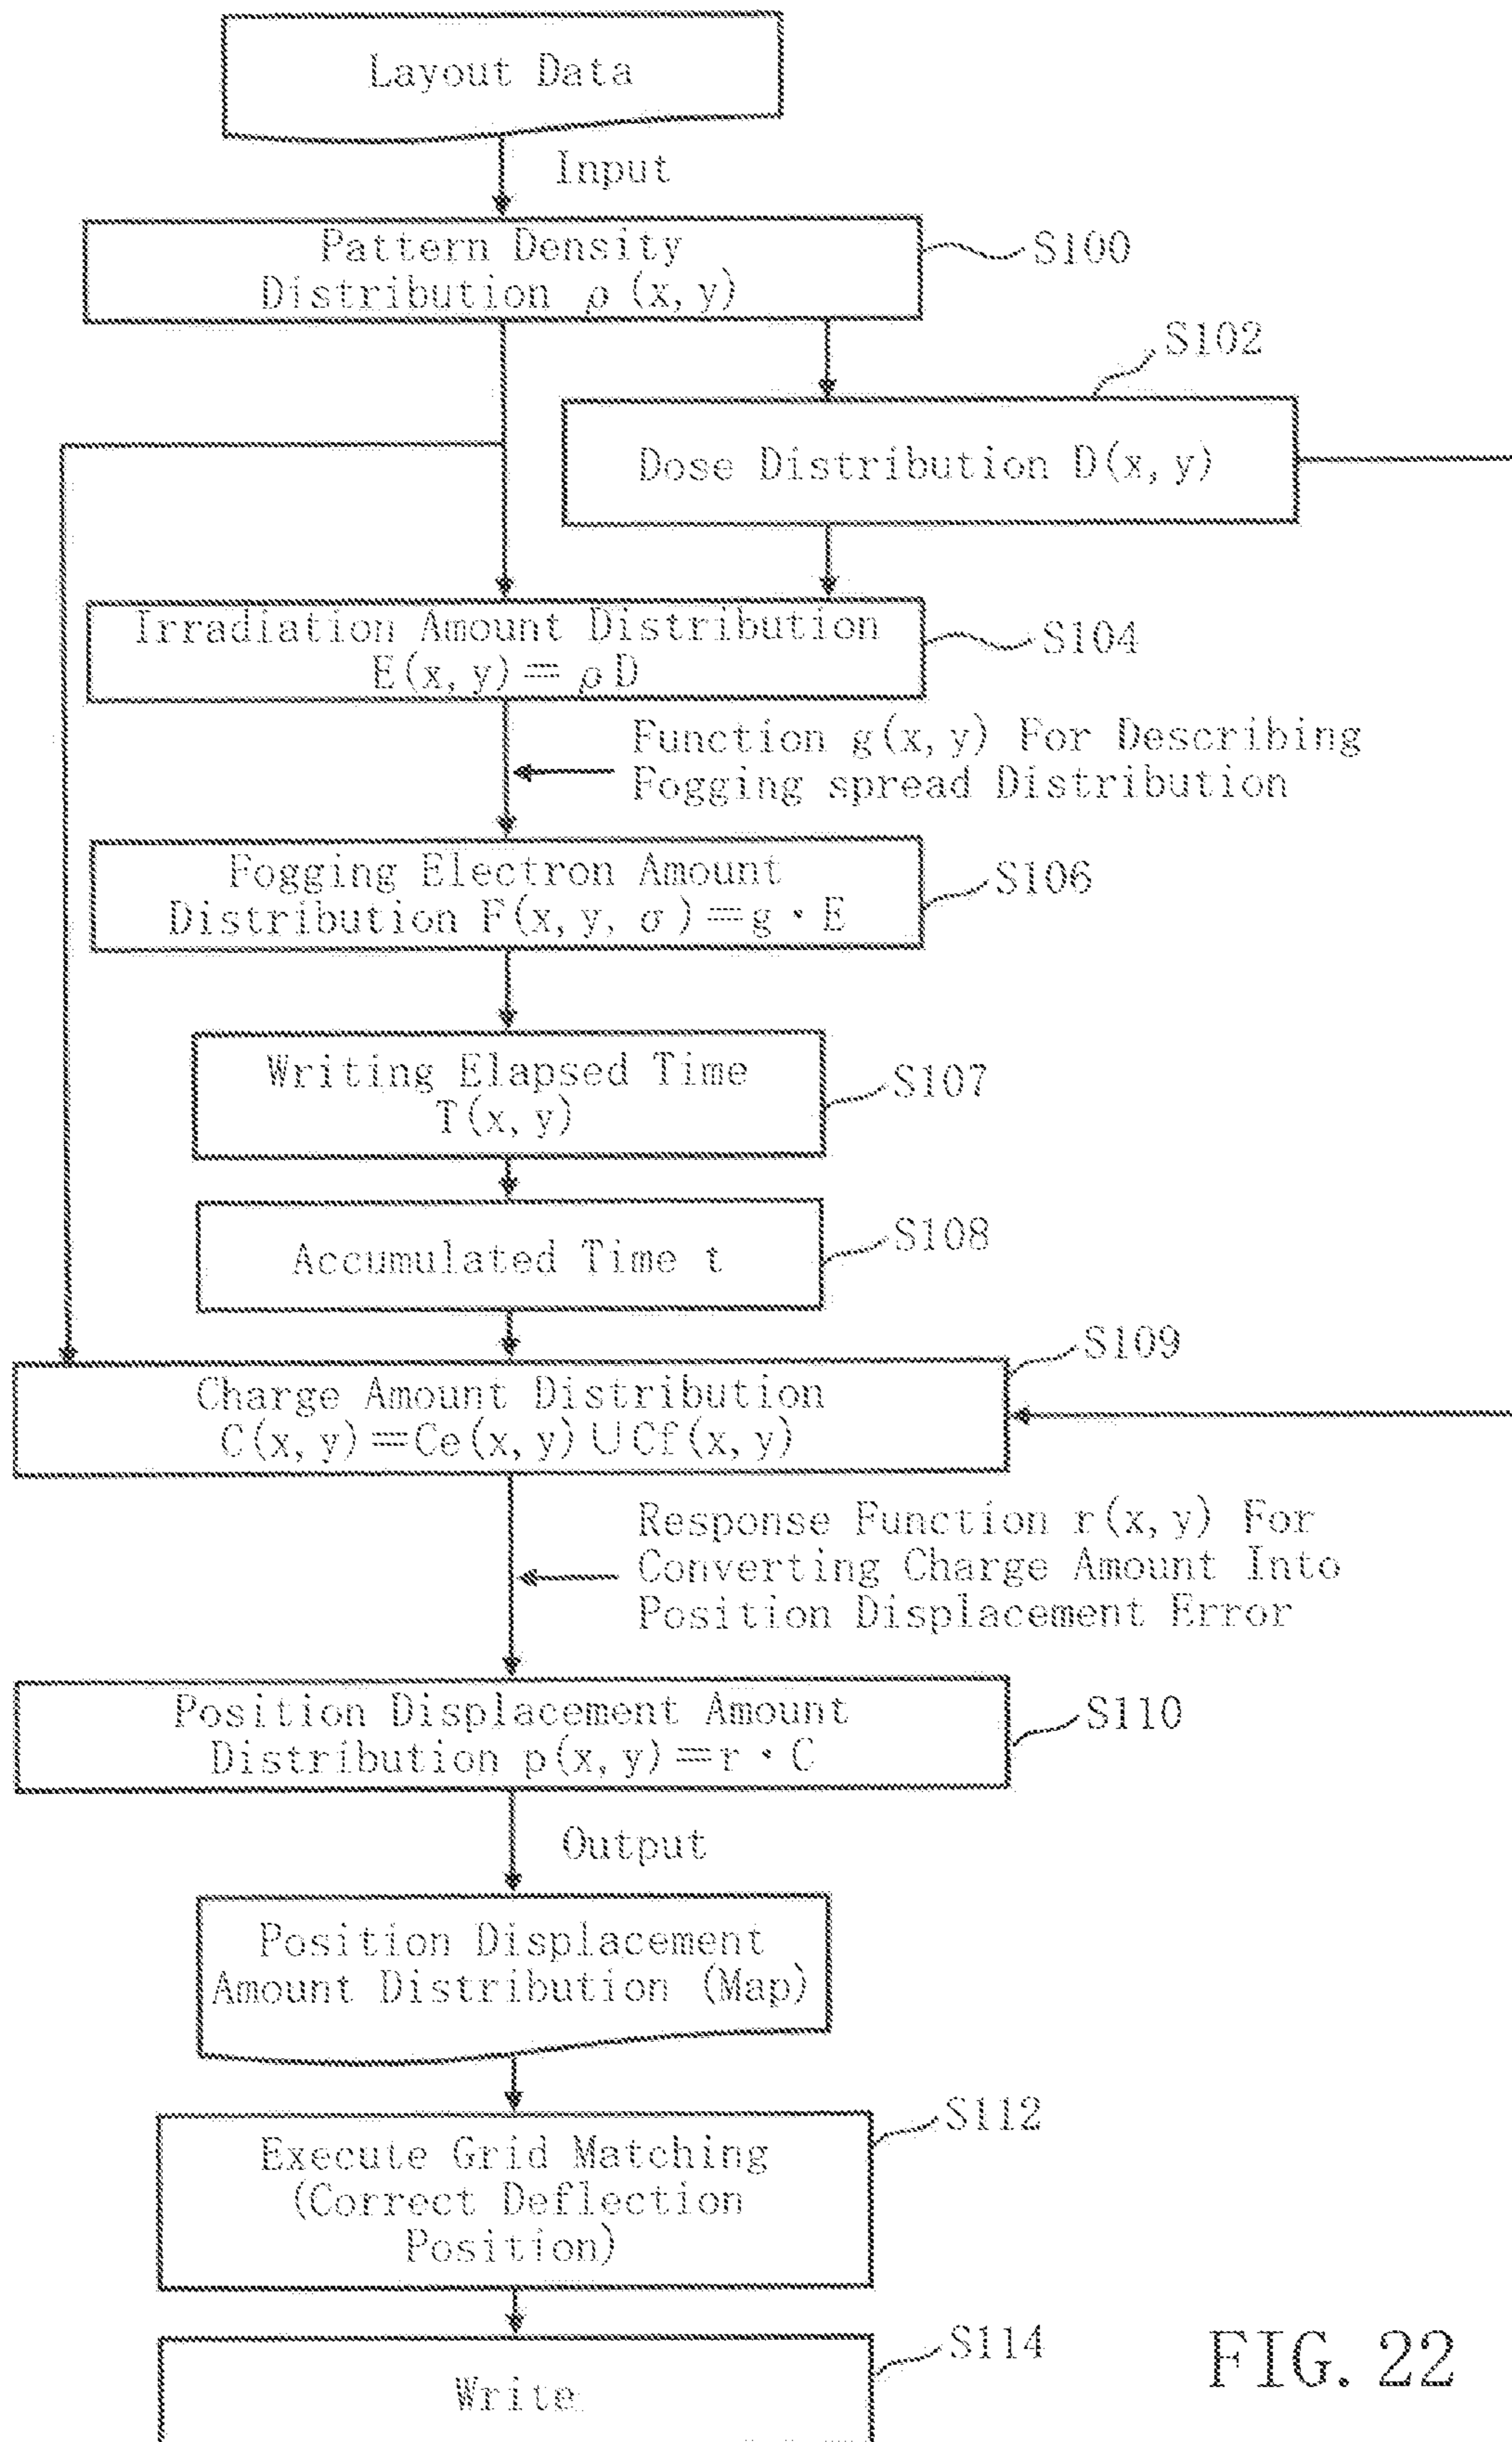 Layout Data
Input
Pattern Density
Distribution ρ(x, y)
S100
S102
Dose Distribution D(x, y)
Irradiation Amount Distribution
E(x, y)=ρD
S104
Function g(x, y) For Describing
Fogging spread Distribution
Fogging Electron Amount
Distribution F(x, y, σ)=g・E
S106
Writing Elapsed Time
T(x, y)
S107
Accumulated Time t
S108
S109
Charge Amount Distribution
C(x, y)=Ce(x, y)∪Cf(x, y)
Response Function r(x, y) For
Converting Charge Amount Into
Position Displacement Error
Position Displacement Amount
Distribution p(x, y)=r・C
S110
Output
Position Displacement
Amount Distribution (Map)
S112
Execute Grid Matching
(Correct Deflection
Position)
S114
Write
FIG. 22